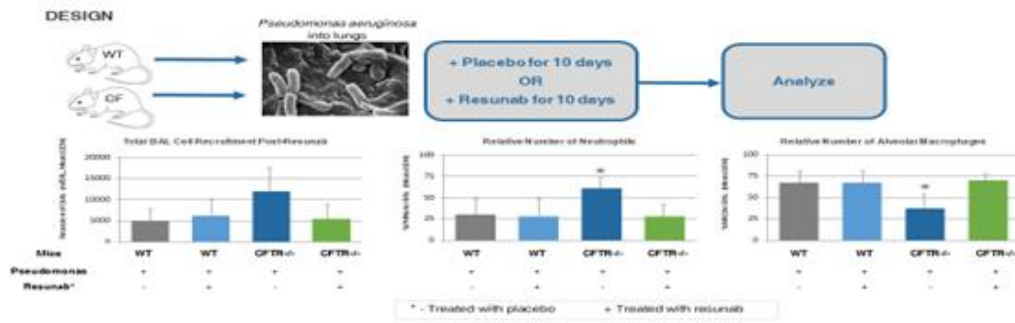 DESIGN
Pseudomonas aeruginosa
into lungs
WT
CF
+ Placebo for 10 days
OR
+ Resunab for 10 days
Analyze
Total BAL Cell Recruitment Post-Resunab
20000
15000
10000
5000
0
Relative Number of Neutrophils
100
75
50
25
0
*
Relative Number of Alveolar Macrophages
100
75
50
25
0
*
Mice WT WT CFTR-/- CFTR-/- WT WT CFTR-/- CFTR-/- WT WT CFTR-/- CFTR-/-
Pseudomonas + + + + + + + + + + + +
Resunab* - + - + - + - + - + - +
* - Treated with placebo + Treated with resunab